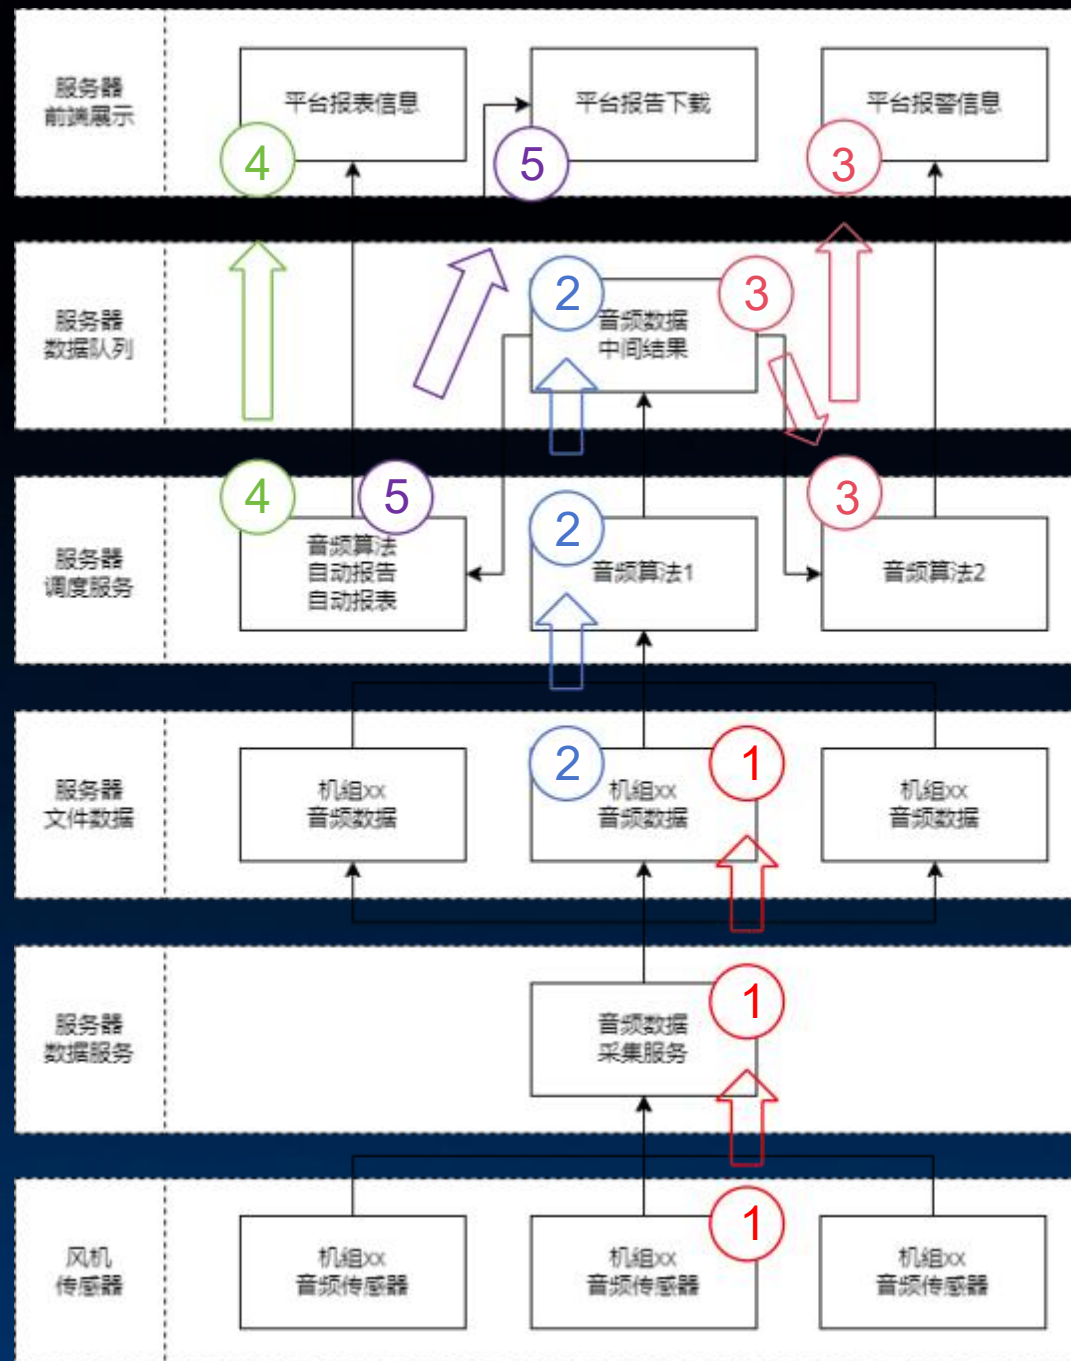 服务器
前端展示
平台报表信息
平台报告下载
平台报警信息
4
5
3
服务器
数据队列
2
3
音频数据
中间结果
服务器
调度服务
4
5
2
3
音频算法
自动报告
自动报表
音频算法1
音频算法2
服务器
文件数据
2
1
机组xx
音频数据
机组xx
音频数据
机组xx
音频数据
服务器
数据服务
1
音频数据
采集服务
风机
传感器
1
机组xx
音频传感器
机组xx
音频传感器
机组xx
音频传感器